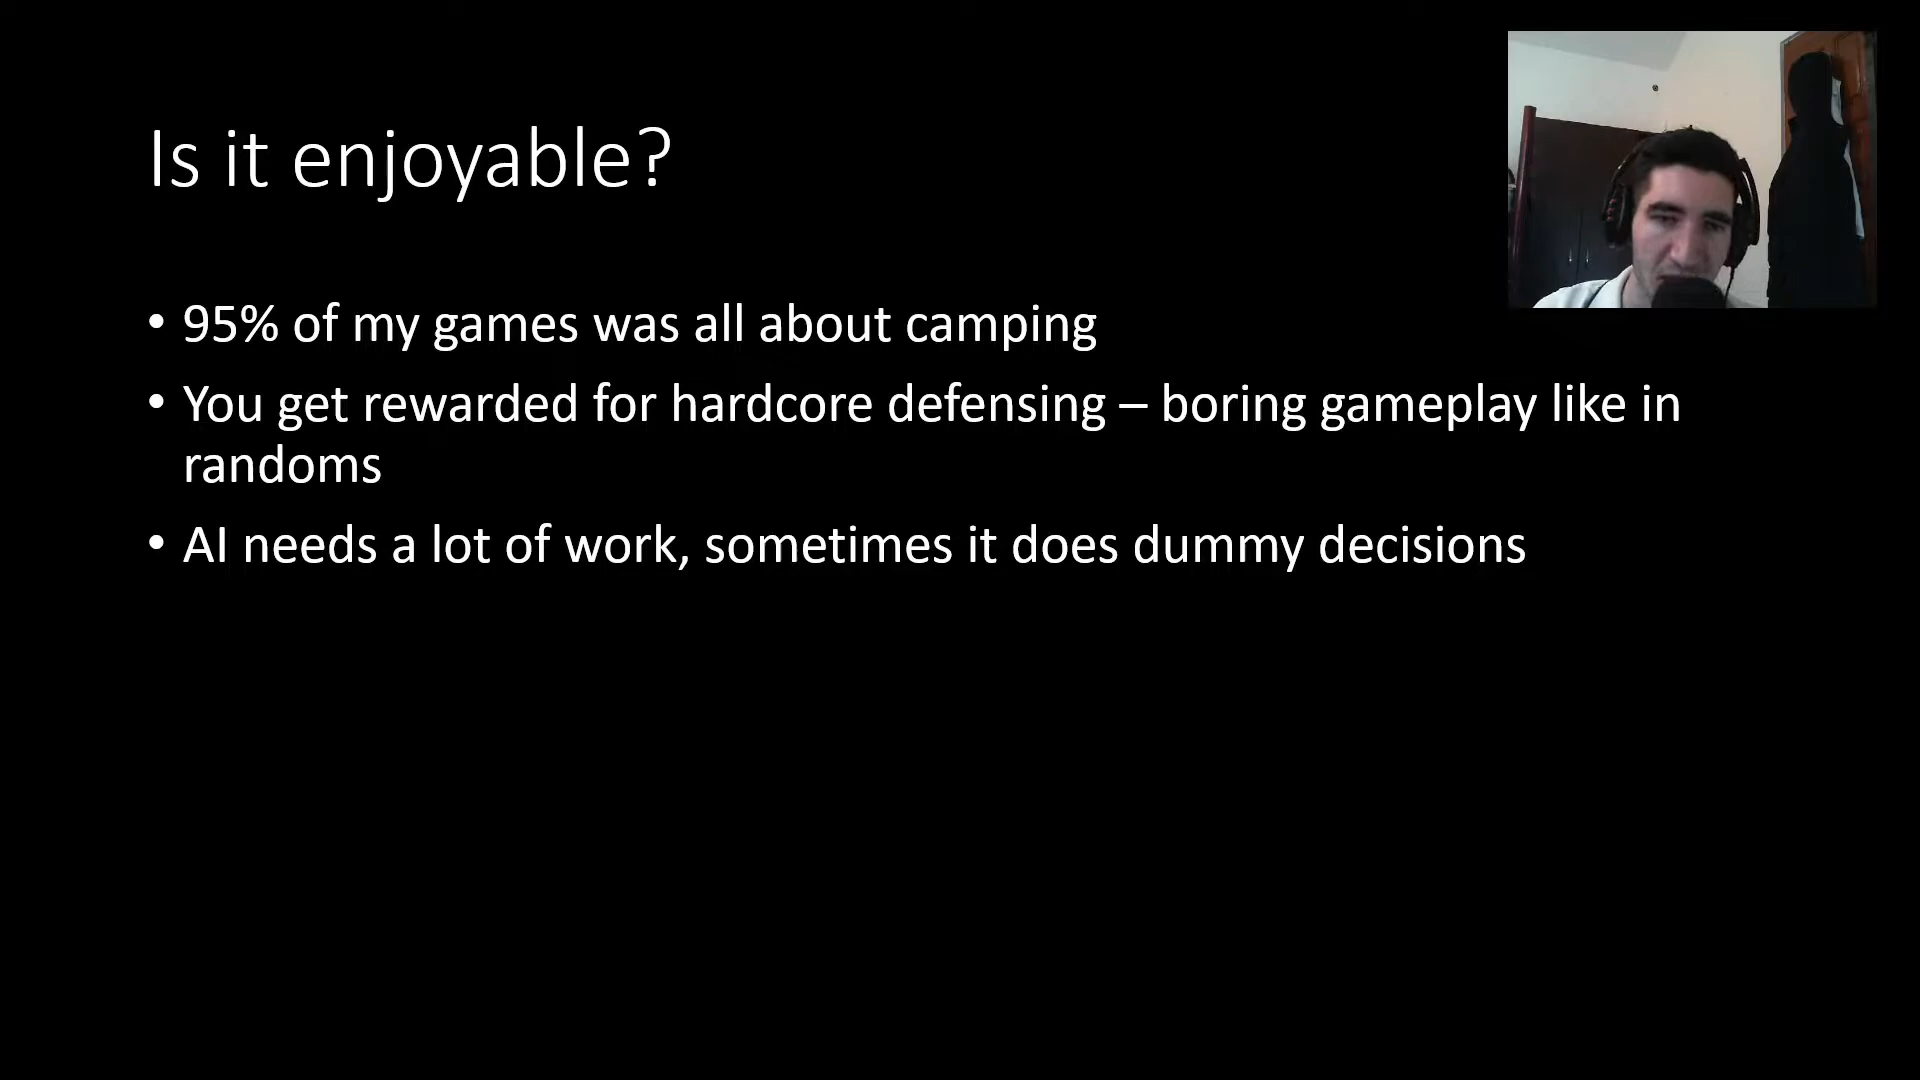 Is it enjoyable?
• 95% of my games was all about camping
• You get rewarded for hardcore defensing – boring gameplay like in
randoms
• AI needs a lot of work, sometimes it does dummy decisions